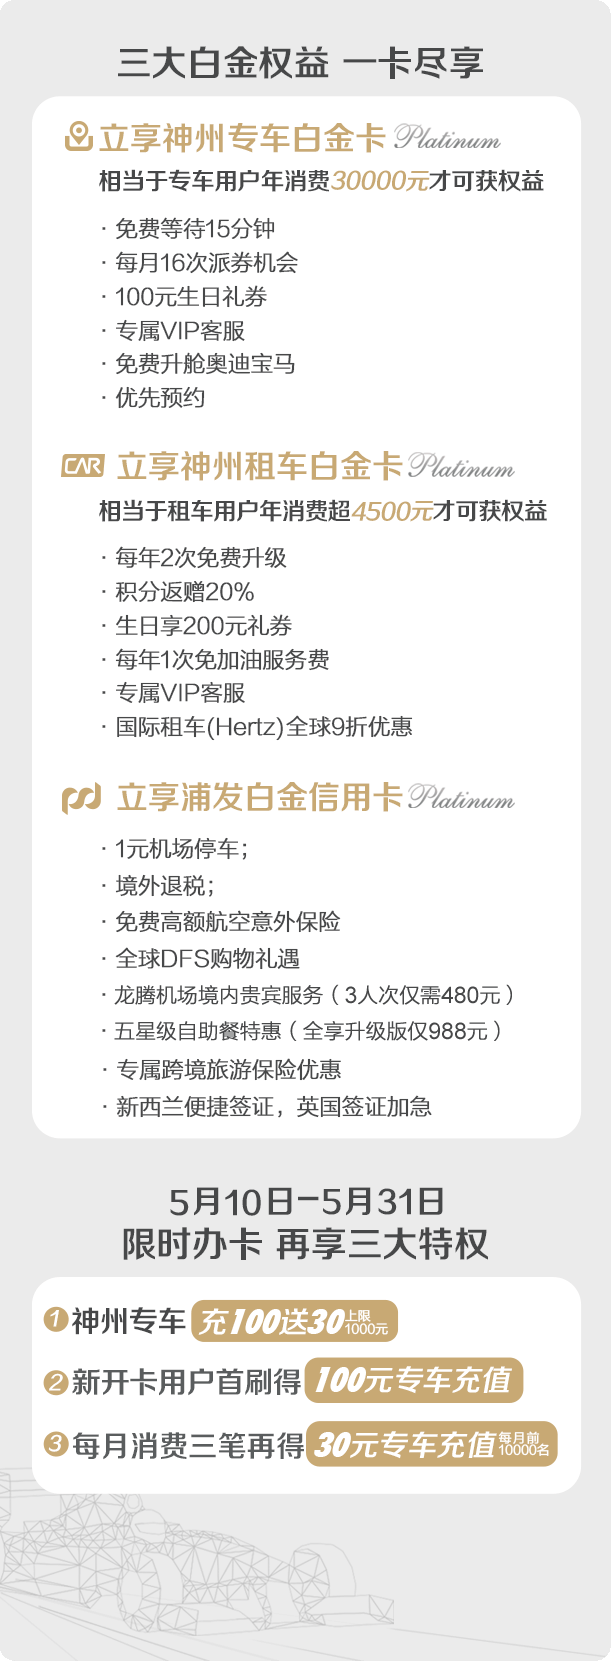 三大白金权益 一卡尽享
立享神州专车白金卡 Platinum
相当于专车用户年消费30000元才可获权益
· 免费等待15分钟
· 每月16次派券机会
· 100元生日礼券
· 专属VIP客服
· 免费升舱奥迪宝马
· 优先预约
CAR 立享神州租车白金卡 Platinum
相当于租车用户年消费超4500元才可获权益
· 每年2次免费升级
· 积分返赠20%
· 生日享200元礼券
· 每年1次免加油服务费
· 专属VIP客服
· 国际租车(Hertz)全球9折优惠
立享浦发白金信用卡 Platinum
· 1元机场停车；
· 境外退税；
· 免费高额航空意外保险
· 全球DFS购物礼遇
· 龙腾机场境内贵宾服务（3人次仅需480元）
· 五星级自助餐特惠（全享升级版仅988元）
· 专属跨境旅游保险优惠
· 新西兰便捷签证，英国签证加急
5月10日-5月31日
限时办卡 再享三大特权
1 神州专车 充100送30 上限1000元
2 新开卡用户首刷得 100元专车充值
3 每月消费三笔再得 30元专车充值 每月前10000名